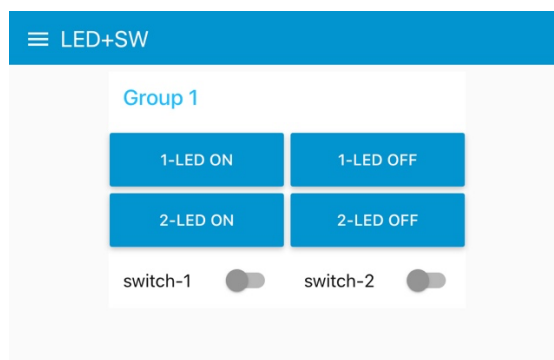 LED+SW
Group 1
1-LED ON 1-LED OFF
2-LED ON 2-LED OFF
switch-1 switch-2